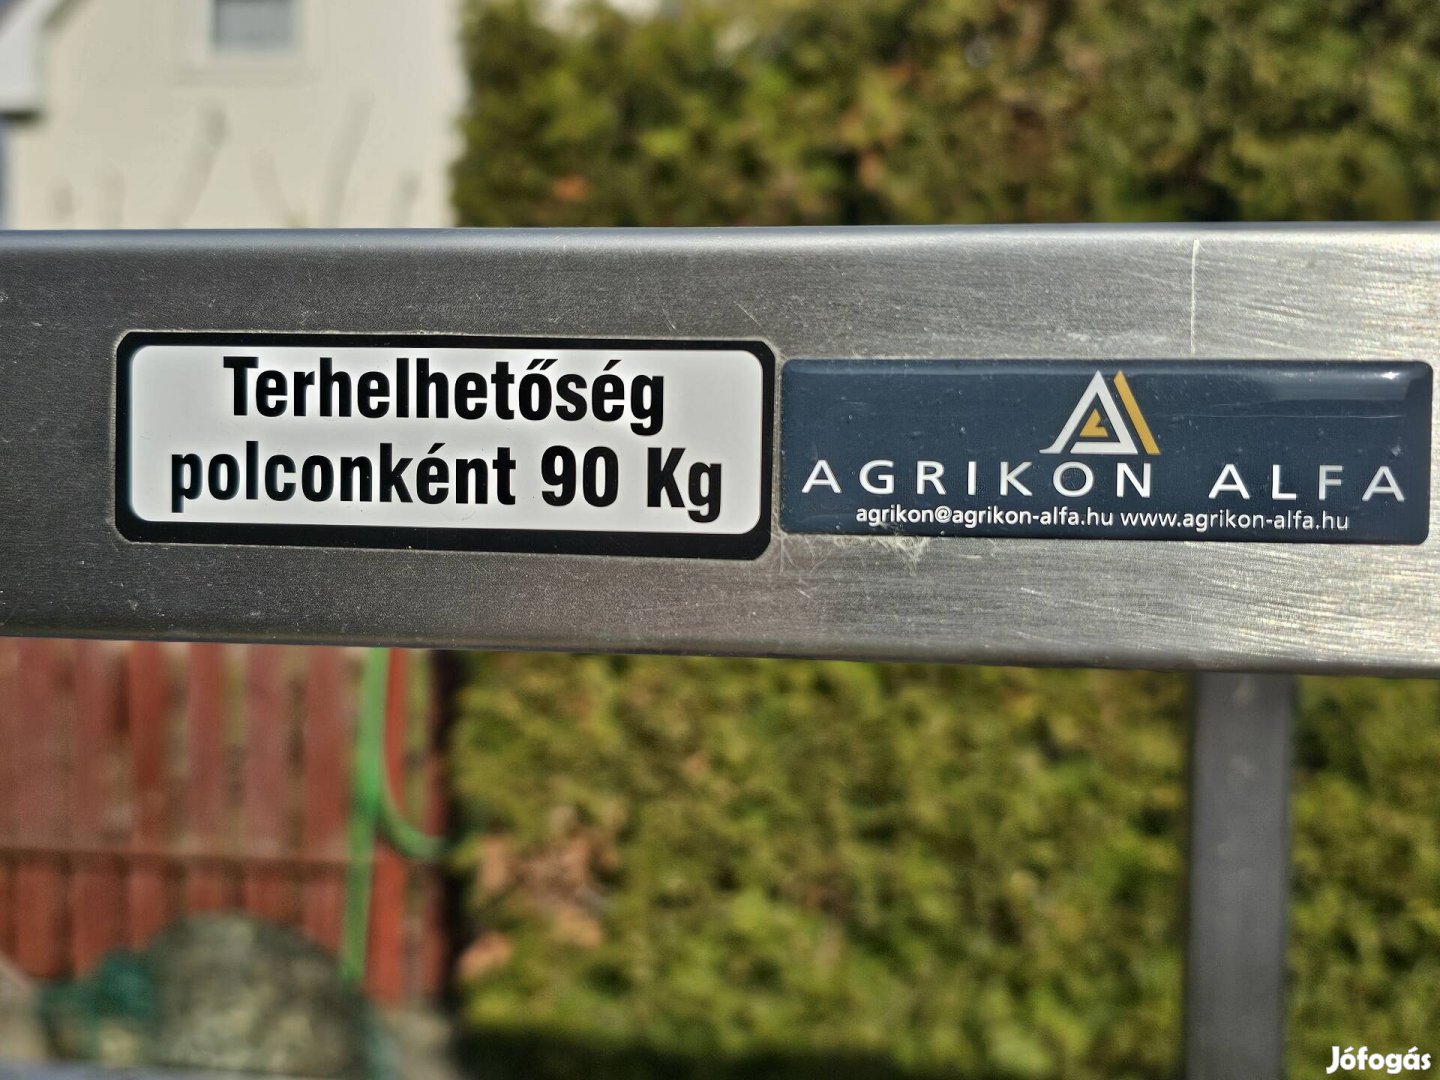 Terhelhetőség
polconként 90 Kg
AGRIKON ALFA
agrikon@agrikon-alfa.hu www.agrikon-alfa.hu
Jófogás